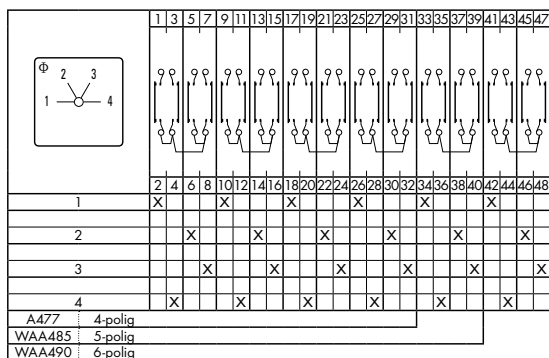 1 3 5 7 9 11 13 15 17 19 21 23 25 27 29 31 33 35 37 39 41 43 45 47
Φ
2 3
1 4
2 4 6 8 10 12 14 16 18 20 22 24 26 28 30 32 34 36 38 40 42 44 46 48
1 X X X X X X
2 X X X X X X
3 X X X X X X
4 X X X X X X
A477 4-polig
WAA485 5-polig
WAA490 6-polig